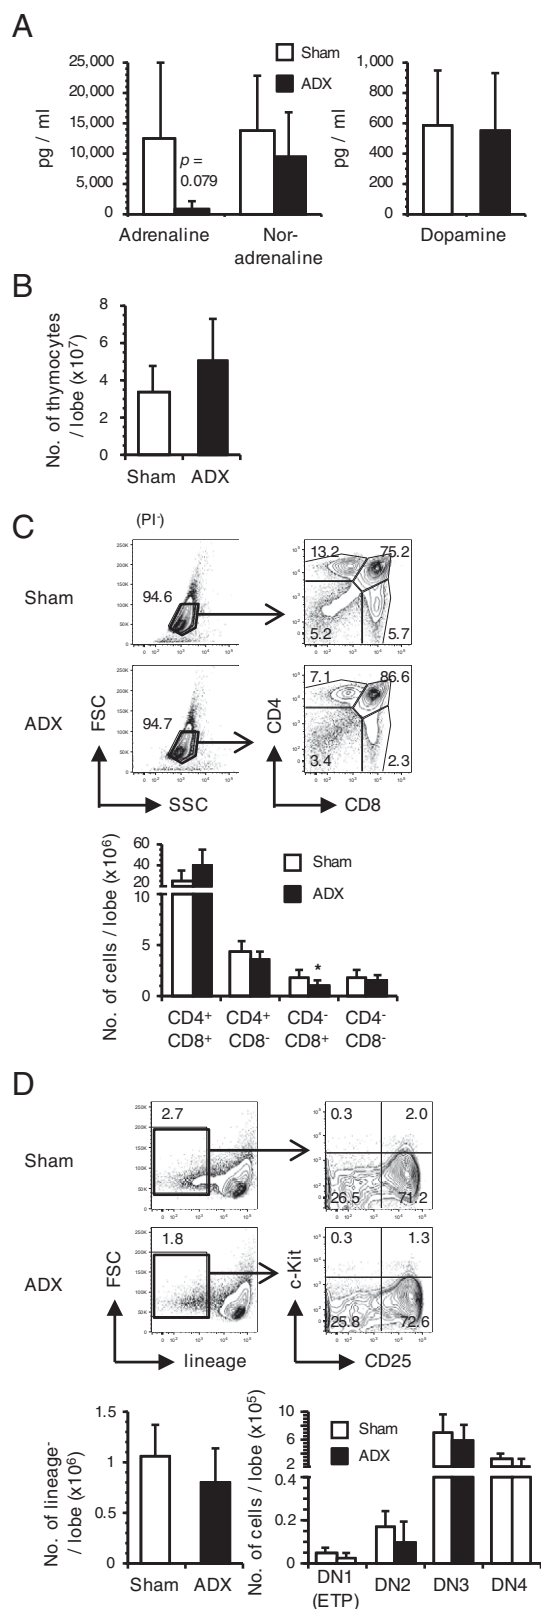 A
Sham
ADX
25,000
20,000
15,000
10,000
5,000
0
pg / ml
p =
0.079
Adrenaline
Nor-
adrenaline
1,000
800
600
400
200
0
pg / ml
Dopamine
B
8
6
4
2
0
No. of thymocytes
/ lobe (x10⁷)
Sham ADX
C
(PI⁻)
Sham
94.6
13.2 75.2
5.2 5.7
ADX
94.7
7.1 86.6
3.4 2.3
FSC
SSC
CD4
CD8
No. of cells / lobe (x10⁶)
60
40
20
10
5
0
Sham
ADX
*
CD4⁺ CD4⁺ CD4⁻ CD4⁻
CD8⁺ CD8⁻ CD8⁺ CD8⁻
D
Sham
2.7
0.3 2.0
26.5 71.2
ADX
1.8
0.3 1.3
25.8 72.6
FSC
lineage
c-Kit
CD25
No. of lineage⁻
/ lobe (x10⁶)
1.5
1
0.5
0
Sham ADX
No. of cells / lobe (x10⁵)
10
6
2
0.4
0.2
0
Sham
ADX
DN1 DN2 DN3 DN4
(ETP)